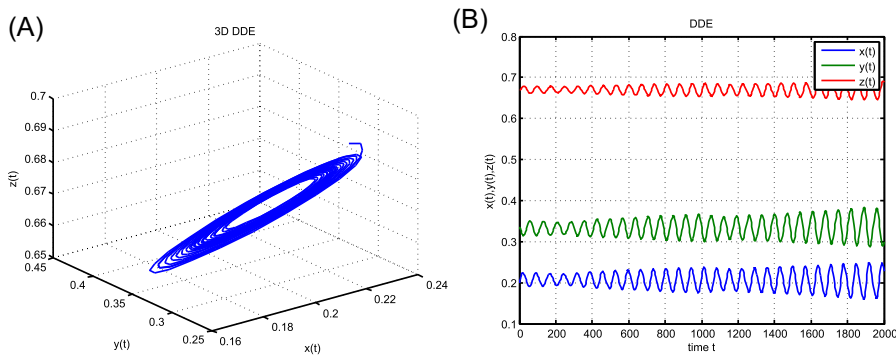 (A)
3D DDE
0.7
0.69
0.68
0.67
0.66
0.65
z(t)
0.45
0.4
0.35
0.3
0.25
y(t)
0.16
0.18
0.2
0.22
0.24
x(t)
(B)
DDE
0.8
0.7
0.6
0.5
0.4
0.3
0.2
0.1
x(t),y(t),z(t)
x(t)
y(t)
z(t)
0 200 400 600 800 1000 1200 1400 1600 1800 2000
time t